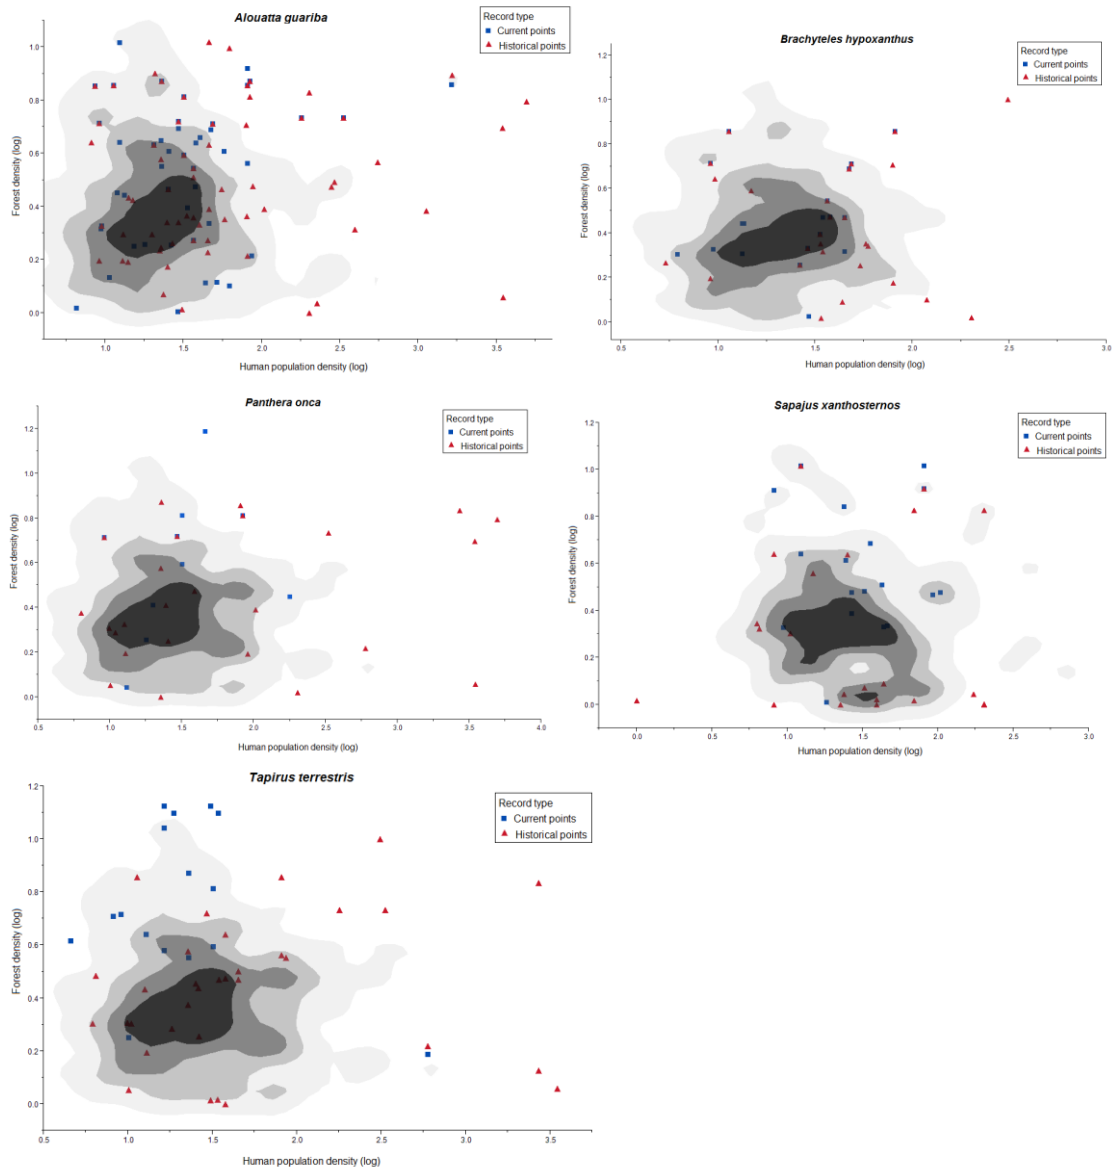 Alouatta guariba
Record type
Current points
Historical points
Forest density (log)
1.0
0.8
0.6
0.4
0.2
0.0
1.0 1.5 2.0 2.5 3.0 3.5
Human population density (log)
Brachyteles hypoxanthus
Record type
Current points
Historical points
Forest density (log)
1.2
1.0
0.8
0.6
0.4
0.2
0.0
0.5 1.0 1.5 2.0 2.5 3.0
Human population density (log)
Panthera onca
Record type
Current points
Historical points
Forest density (log)
1.2
1.0
0.8
0.6
0.4
0.2
0.0
0.5 1.0 1.5 2.0 2.5 3.0 3.5 4.0
Human population density (log)
Sapajus xanthosternos
Record type
Current points
Historical points
Forest density (log)
1.2
1.0
0.8
0.6
0.4
0.2
0.0
0.0 0.5 1.0 1.5 2.0 2.5 3.0
Human population density (log)
Tapirus terrestris
Record type
Current points
Historical points
Forest density (log)
1.2
1.0
0.8
0.6
0.4
0.2
0.0
0.5 1.0 1.5 2.0 2.5 3.0 3.5
Human population density (log)